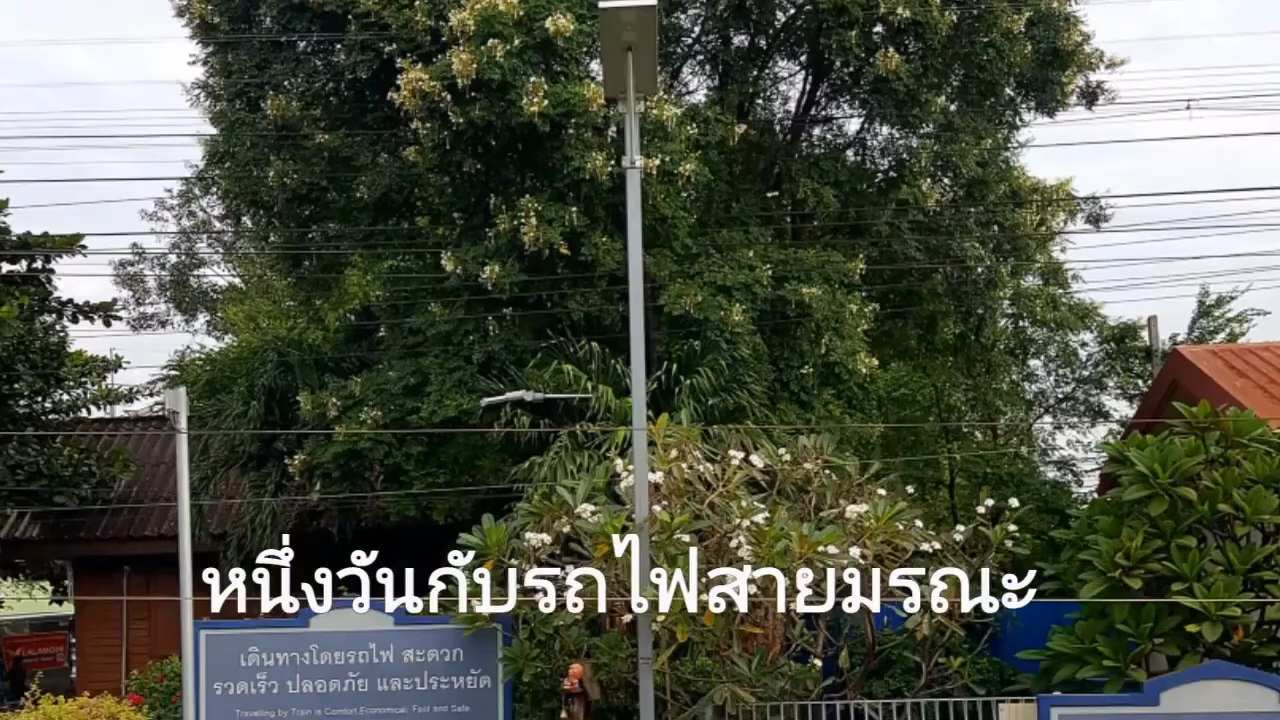 หนึ่งวันกับรถไฟสายมรณะ
เดินทางโดยรถไฟ สะดวก
รวดเร็ว ปลอดภัย และประหยัด
Travelling by Train is Comfort,Economical, Fast and Safe
LALAMOVE